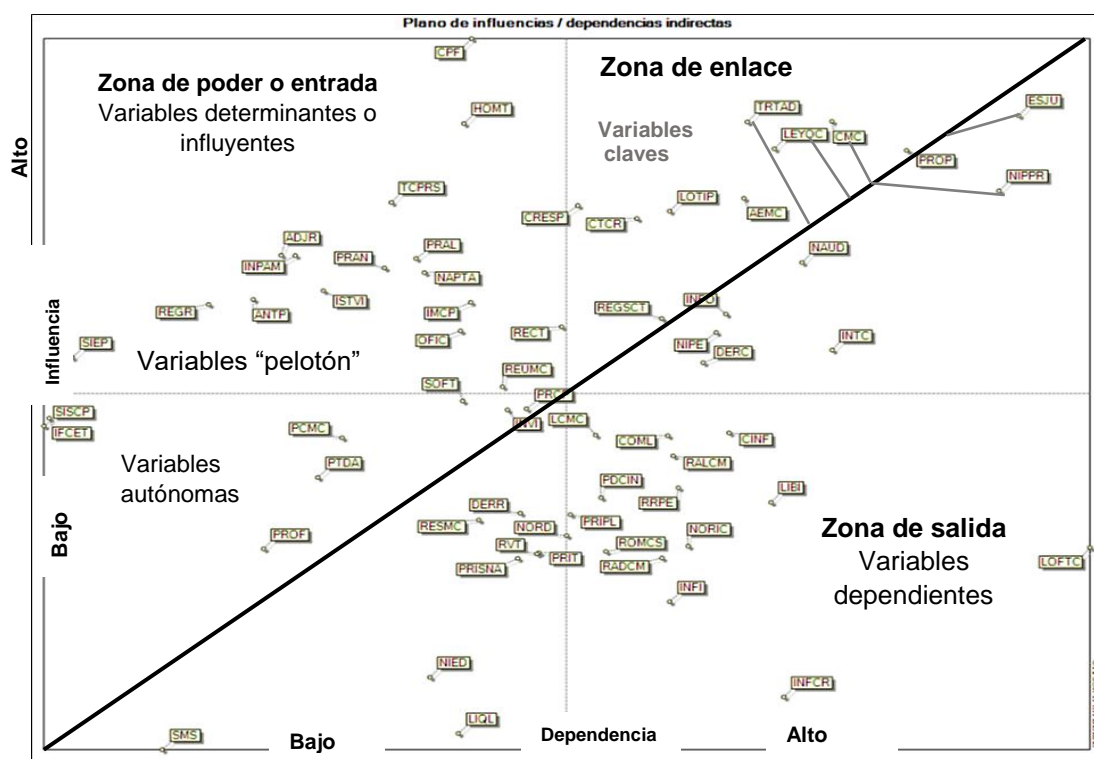 Plano de influencias / dependencias indirectas
CPF
Zona de poder o entrada
Variables determinantes o
influyentes
HOMT
Zona de enlace
Variables
claves
TRTAD
LEYOC
CMC
ESJU
PROP
NIPPR
Alto
TCPRS
CRESP
CTCR
LOTIP
AEMC
NAUD
ADJR
INPAM
PRAN
PRAL
NAPTA
ISTVI
REGR
ANTP
IMCP
OFIC
RECT
REGSCT
INFO
NIPE
DERC
INTC
SIEP
Influencia
Variables “pelotón”
REUMC
SOFT
SISCP
IFCET
PCMC
PTDA
Variables
autónomas
INVI
LCMC
COML
CINF
RALCM
PDCIN
RRPE
LIBI
DERR
RESMC
NORD
PRIPL
NORIC
PROF
RVT
PRIT
ROMCS
PRISNA
RADCM
INFI
Zona de salida
Variables
dependientes
LOFTC
Bajo
NIED
LIQL
INFCR
SMS
Bajo
Dependencia
Alto